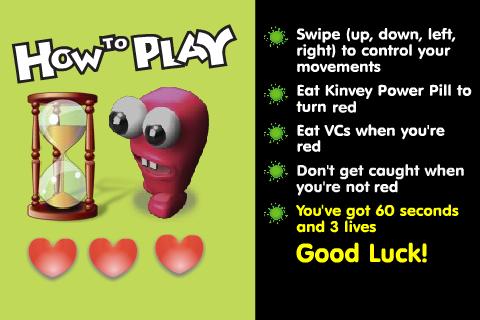 How To Play
Swipe (up, down, left,
right) to control your
movements
Eat Kinvey Power Pill to
turn red
Eat VCs when you're
red
Don't get caught when
you're not red
You've got 60 seconds
and 3 lives
Good Luck!